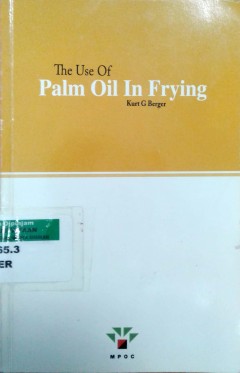 The Use Of
Palm Oil In Frying
Kurt G Berger
65.3
ER
MPOC